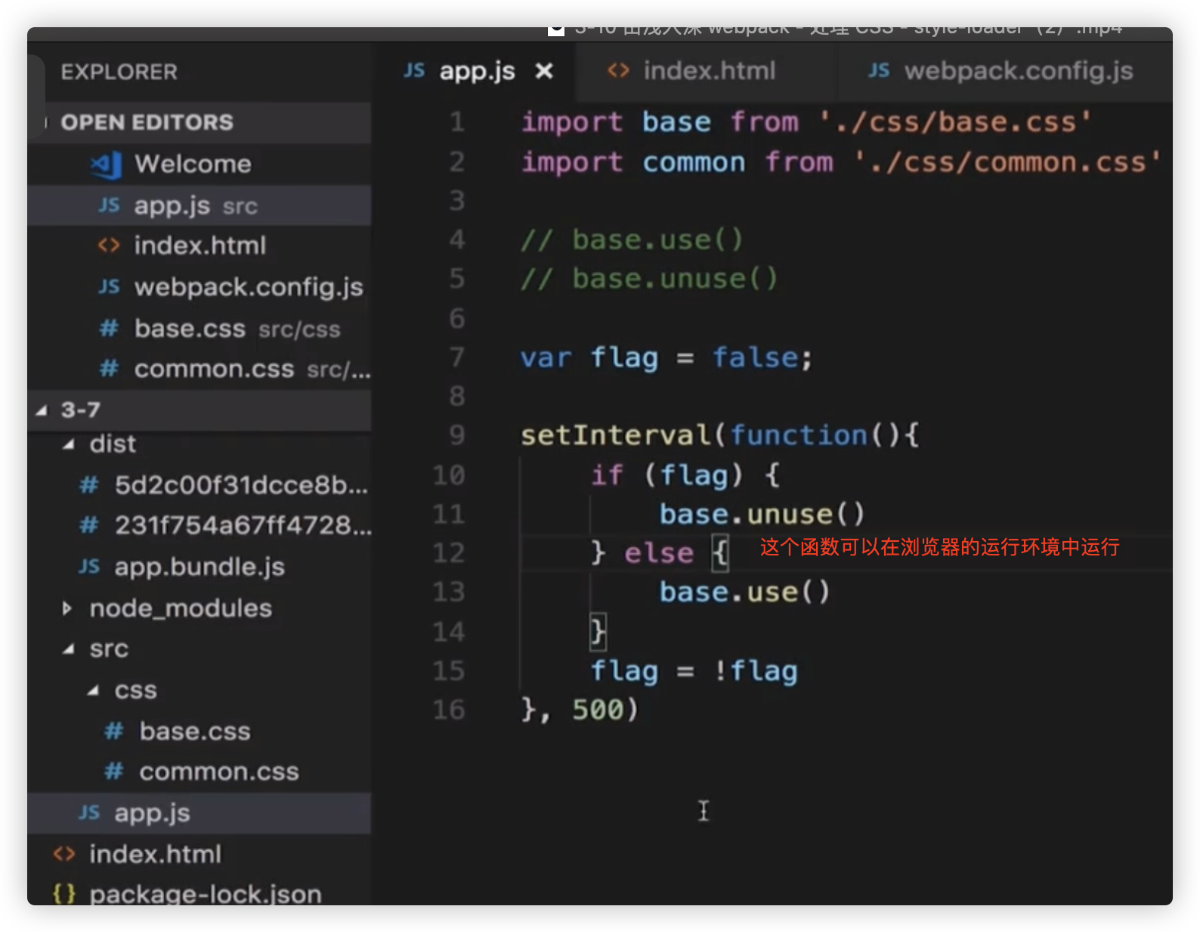 3-10 由浅入深 webpack - 处理 CSS - style-loader（2）.mp4
EXPLORER
OPEN EDITORS
Welcome
JS app.js src
<> index.html
JS webpack.config.js
# base.css src/css
# common.css src/...
3-7
dist
# 5d2c00f31dcce8b...
# 231f754a67ff4728...
JS app.bundle.js
node_modules
src
css
# base.css
# common.css
JS app.js
<> index.html
{} package-lock.json
JS app.js × <> index.html JS webpack.config.js
1 import base from './css/base.css'
2 import common from './css/common.css'
3
4 // base.use()
5 // base.unuse()
6
7 var flag = false;
8
9 setInterval(function(){
10 if (flag) {
11 base.unuse()
12 } else { 这个函数可以在浏览器的运行环境中运行
13 base.use()
14 }
15 flag = !flag
16 }, 500)